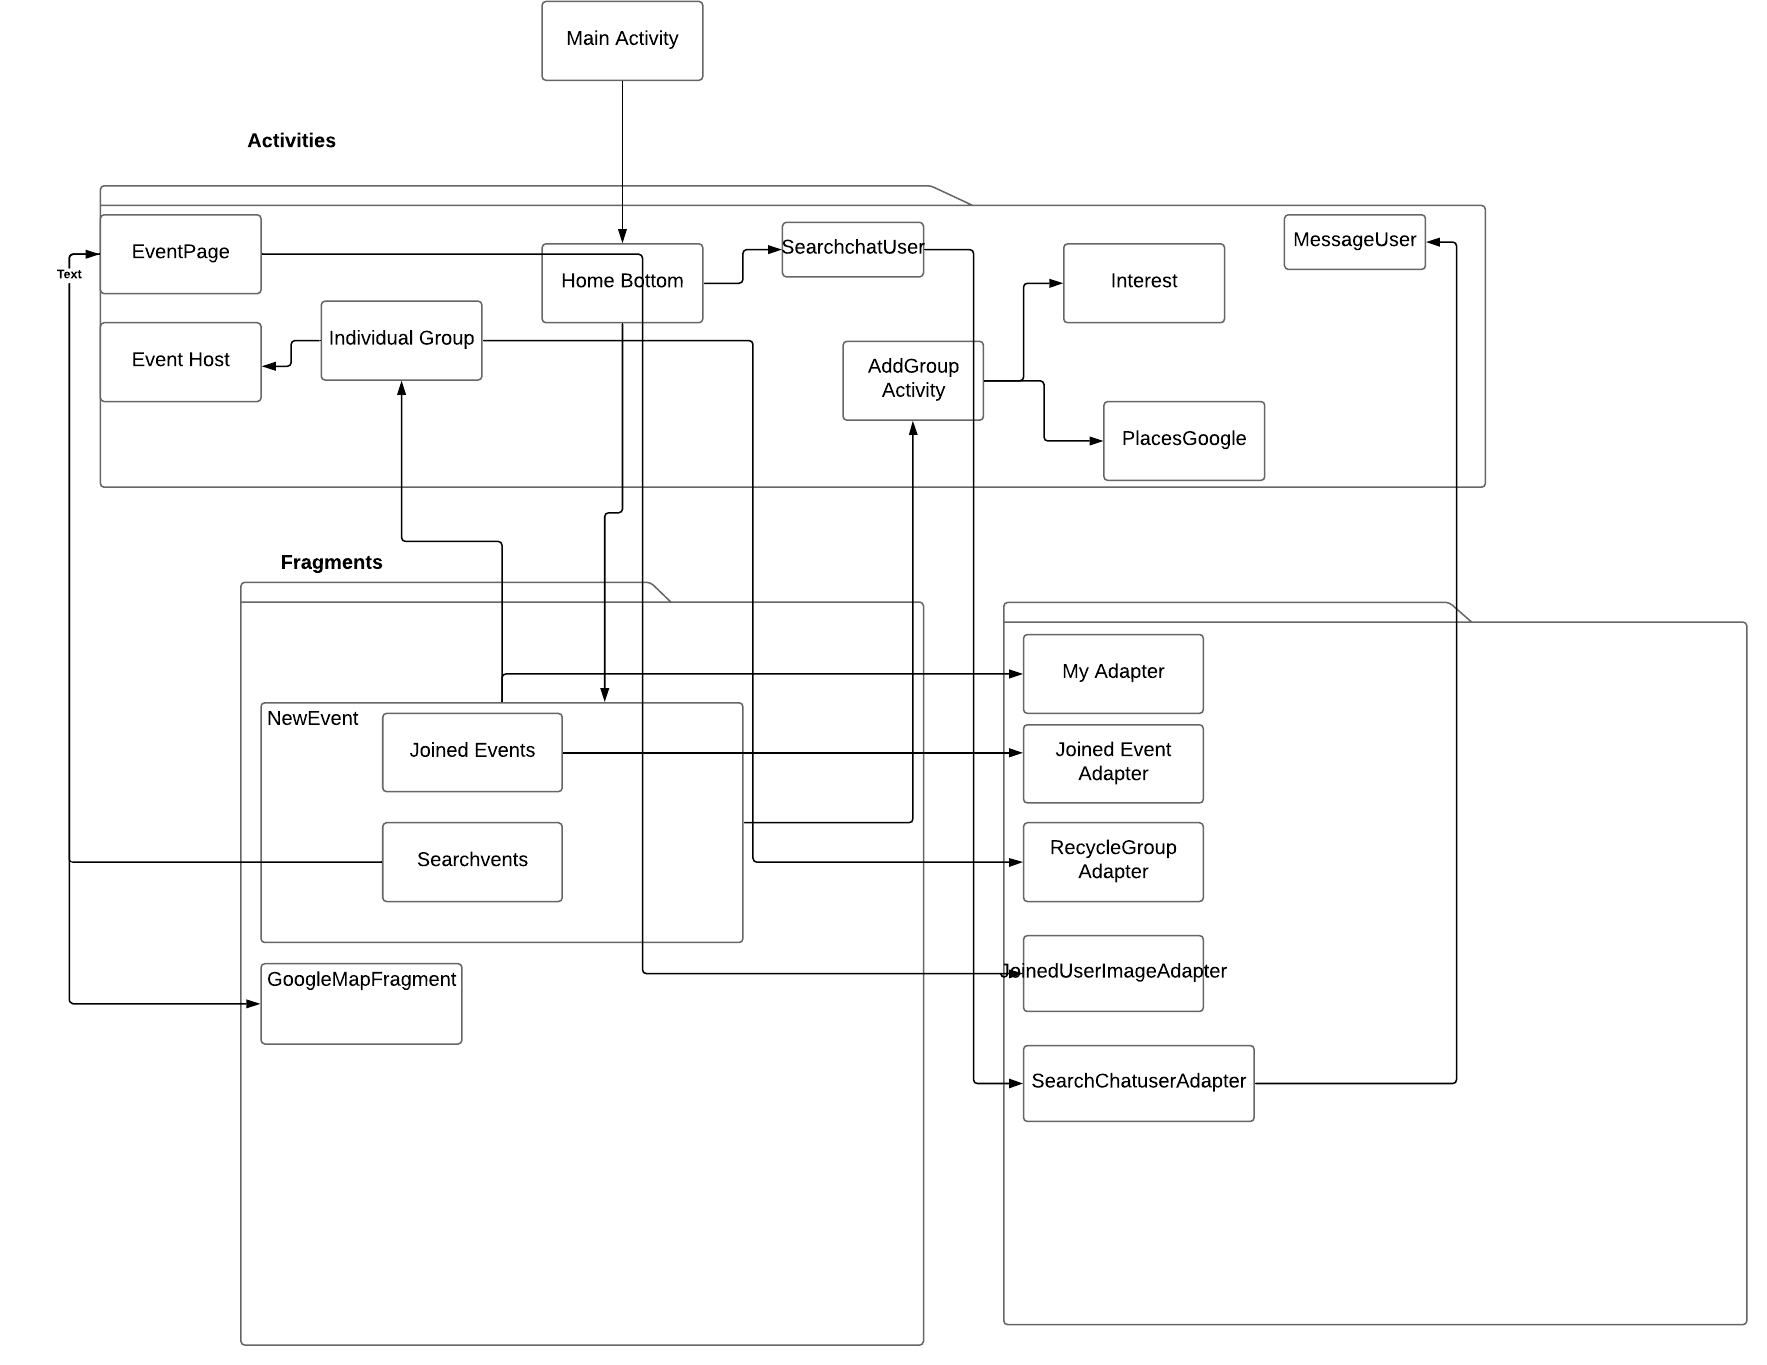 Main Activity
Activities
EventPage
Text
Home Bottom
SearchchatUser
MessageUser
Interest
Individual Group
Event Host
AddGroup
Activity
PlacesGoogle
Fragments
NewEvent
Joined Events
Searchvents
GoogleMapFragment
My Adapter
Joined Event
Adapter
RecycleGroup
Adapter
JoinedUserImageAdapter
SearchChatuserAdapter